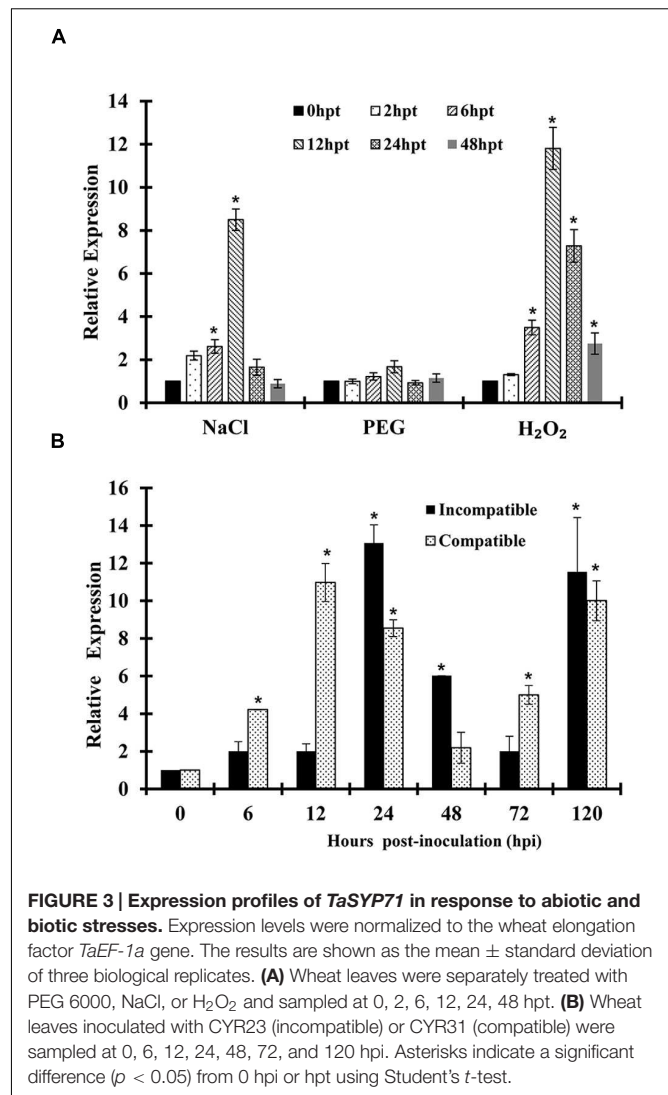 A
0hpt 2hpt 6hpt
12hpt 24hpt 48hpt
Relative Expression
14
12
10
8
6
4
2
0
* * * * * *
NaCl PEG H₂O₂
B
Incompatible
Compatible
Relative Expression
16
14
12
10
8
6
4
2
0
* * * * * * * *
0 6 12 24 48 72 120
Hours post-inoculation (hpi)
FIGURE 3 | Expression profiles of TaSYP71 in response to abiotic and
biotic stresses. Expression levels were normalized to the wheat elongation
factor TaEF-1a gene. The results are shown as the mean ± standard deviation
of three biological replicates. (A) Wheat leaves were separately treated with
PEG 6000, NaCl, or H₂O₂ and sampled at 0, 2, 6, 12, 24, 48 hpt. (B) Wheat
leaves inoculated with CYR23 (incompatible) or CYR31 (compatible) were
sampled at 0, 6, 12, 24, 48, 72, and 120 hpi. Asterisks indicate a significant
difference (p < 0.05) from 0 hpi or hpt using Student’s t-test.